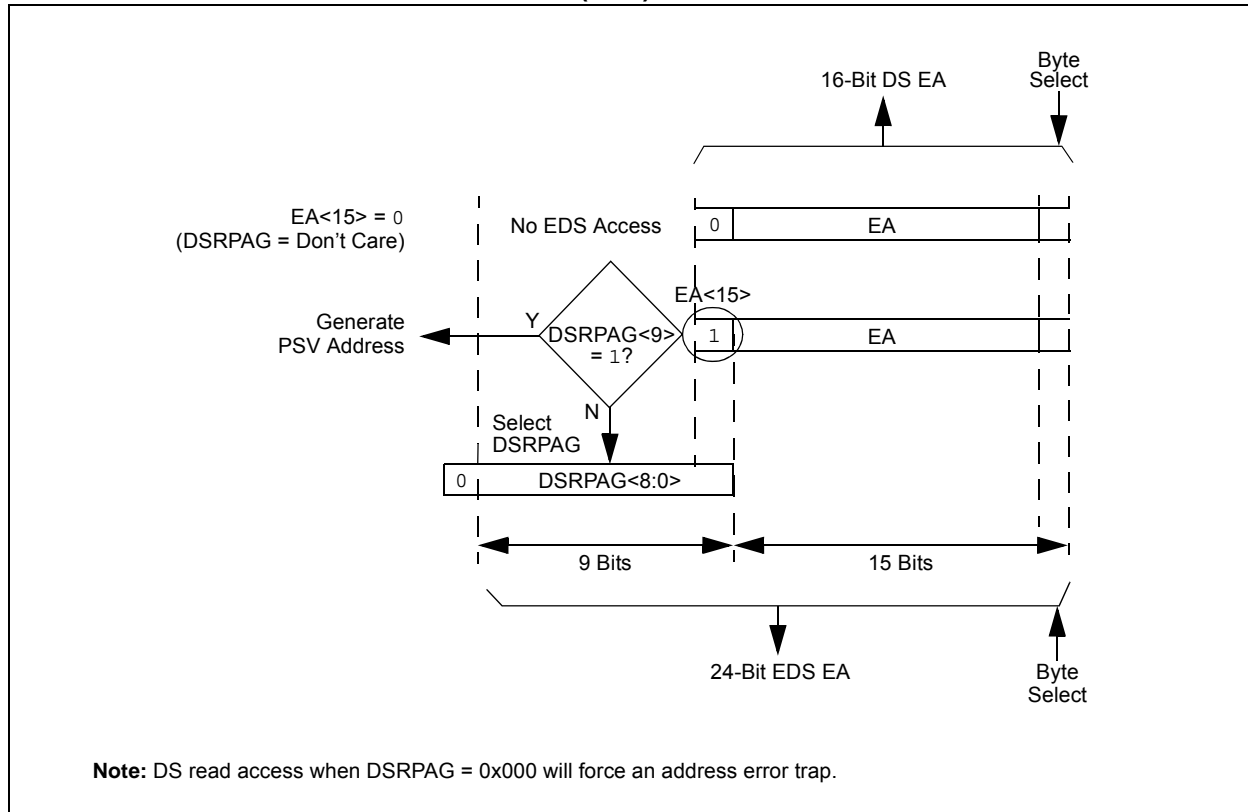 16-Bit DS EA
Byte
Select
EA<15> = 0
(DSRPAG = Don't Care)
No EDS Access
0
EA
EA<15>
Generate
PSV Address
Y
DSRPAG<9>
= 1?
1
EA
N
Select
DSRPAG
0
DSRPAG<8:0>
9 Bits
15 Bits
24-Bit EDS EA
Byte
Select
Note: DS read access when DSRPAG = 0x000 will force an address error trap.